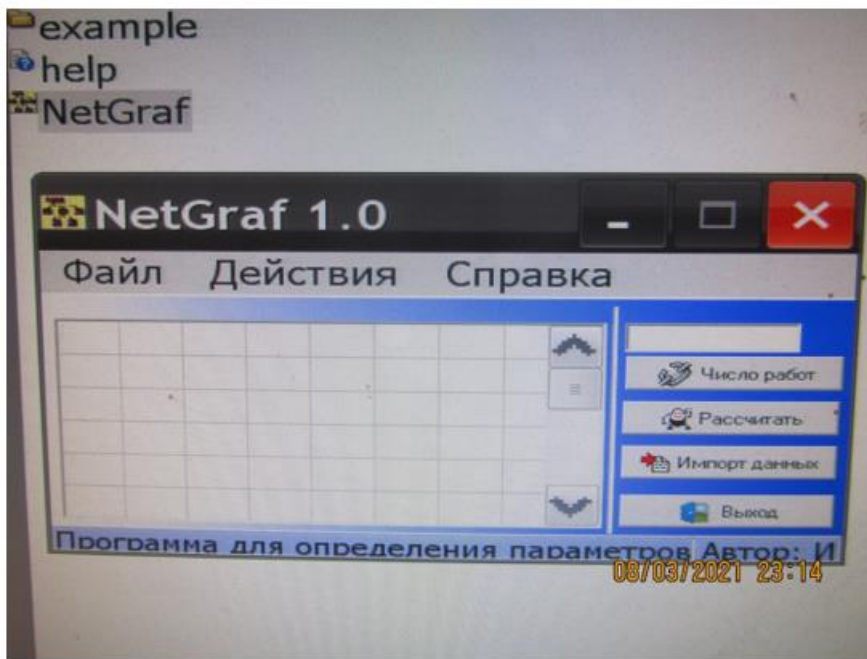 example
help
NetGraf
NetGraf 1.0
Файл Действия Справка
Число работ
Рассчитать
Импорт данных
Выход
Программа для определения параметров Автор: И
08/03/2021 23:14